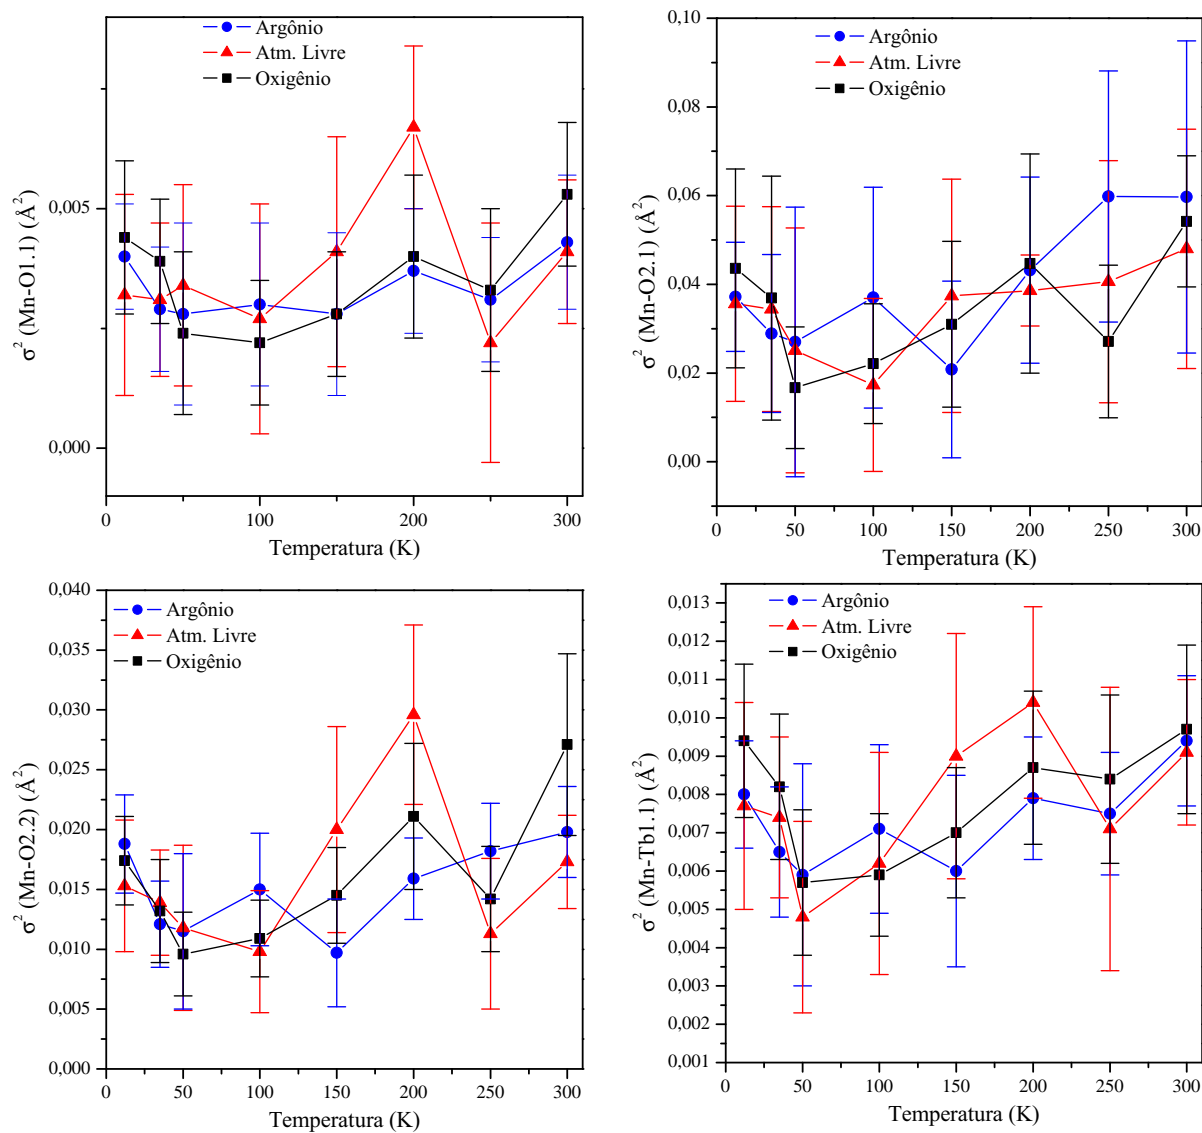 Argônio
Atm. Livre
Oxigênio
σ² (Mn-O1.1) (Å²)
0,005
0,000
0 50 100 150 200 250 300
Temperatura (K)
Argônio
Atm. Livre
Oxigênio
σ² (Mn-O2.1) (Å²)
0,10
0,08
0,06
0,04
0,02
0,00
0 50 100 150 200 250 300
Temperatura (K)
Argônio
Atm. Livre
Oxigênio
σ² (Mn-O2.2) (Å²)
0,040
0,035
0,030
0,025
0,020
0,015
0,010
0,005
0,000
0 50 100 150 200 250 300
Temperatura (K)
Argônio
Atm. Livre
Oxigênio
σ² (Mn-Tb1.1) (Å²)
0,013
0,012
0,011
0,010
0,009
0,008
0,007
0,006
0,005
0,004
0,003
0,002
0,001
0 50 100 150 200 250 300
Temperatura (K)